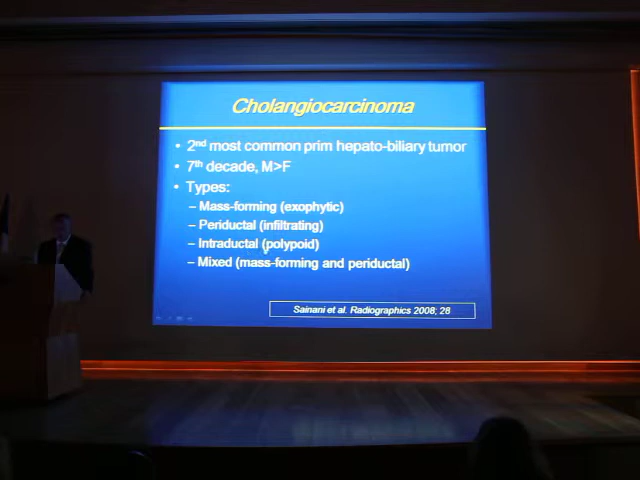 Cholangiocarcinoma
• 2nd most common prim hepato-biliary tumor
• 7th decade, M>F
• Types:
– Mass-forming (exophytic)
– Periductal (infiltrating)
– Intraductal (polypoid)
– Mixed (mass-forming and periductal)
Sainani et al. Radiographics 2008; 28